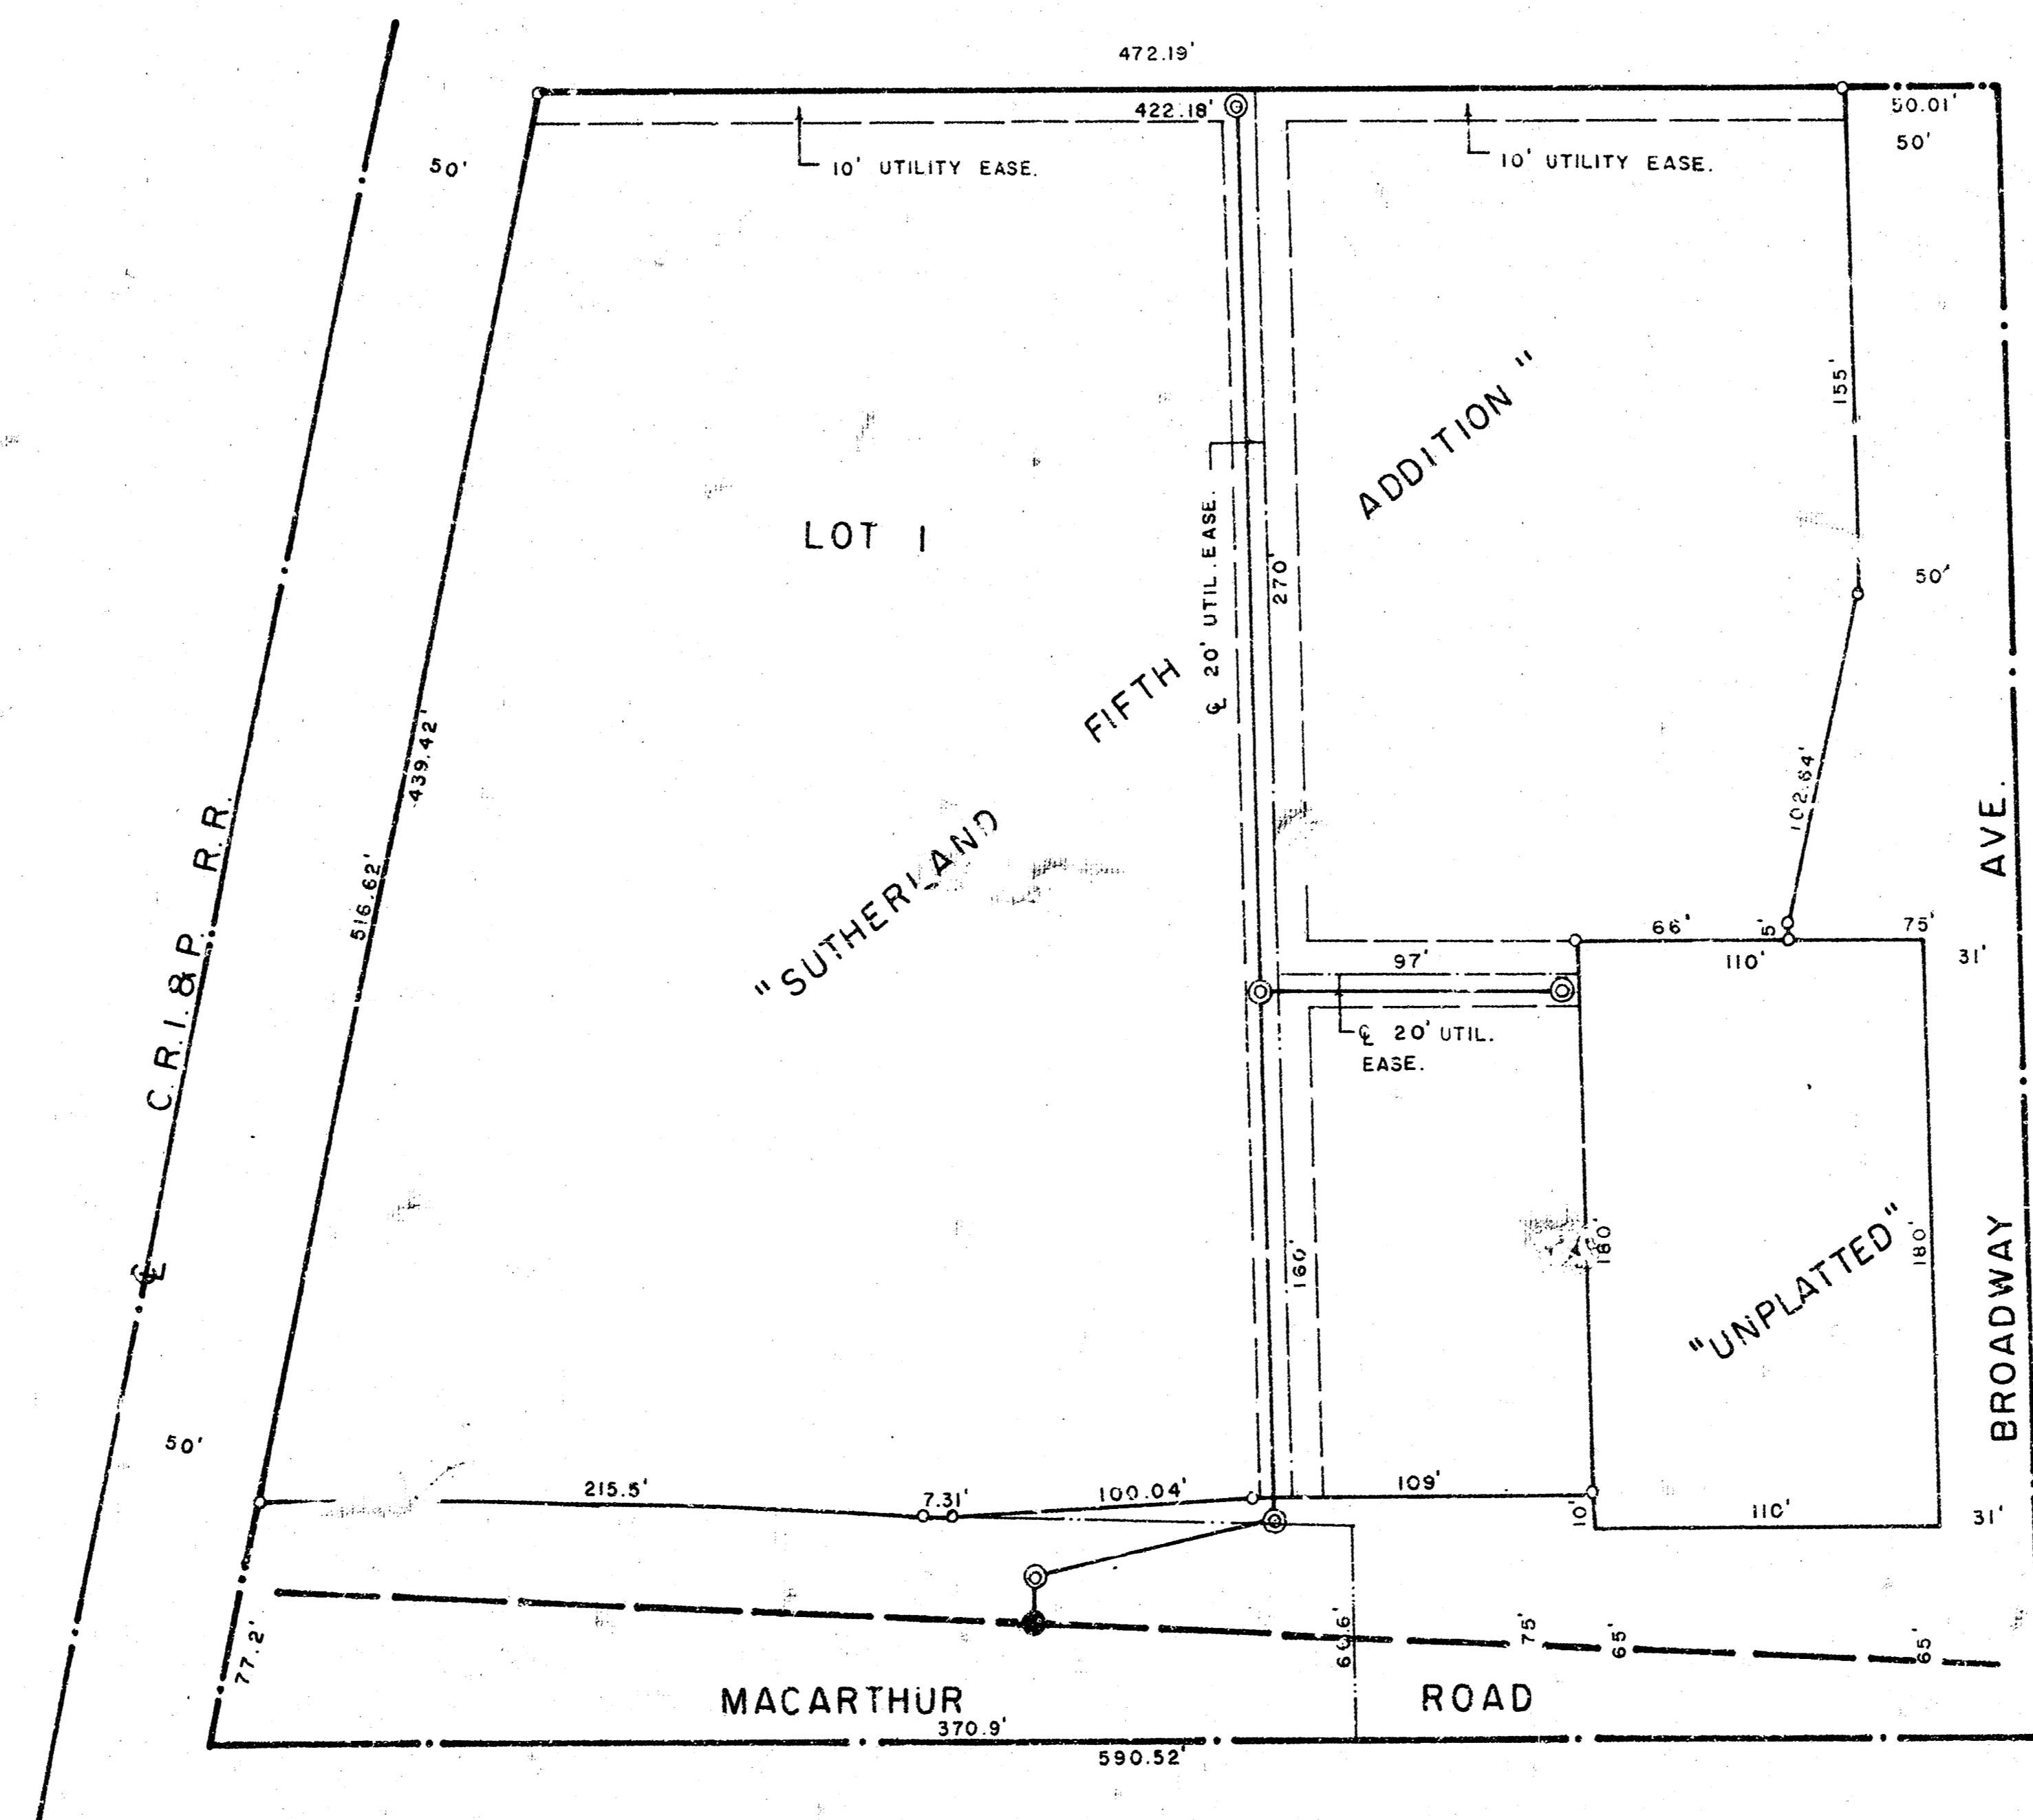 472.19'
50.01'
422.18'
50'
50'
10' UTILITY EASE.
10' UTILITY EASE.
155'
ADDITION "
LOT 1
℄ 20' UTIL. EASE.
270'
50'
FIFTH
439.42'
102.64'
AVE.
C.R.I.&P. R.R.
516.62'
"SUTHERLAND
66'
5'
75'
97'
110'
31'
℄ 20' UTIL.
EASE.
160'
180'
180'
"UNPLATTED"
BROADWAY
℄
50'
215.5'
7.31'
100.04'
109'
10'
110'
31'
77.2'
75'
65'
65'
MACARTHUR ROAD
370.9'
590.52'